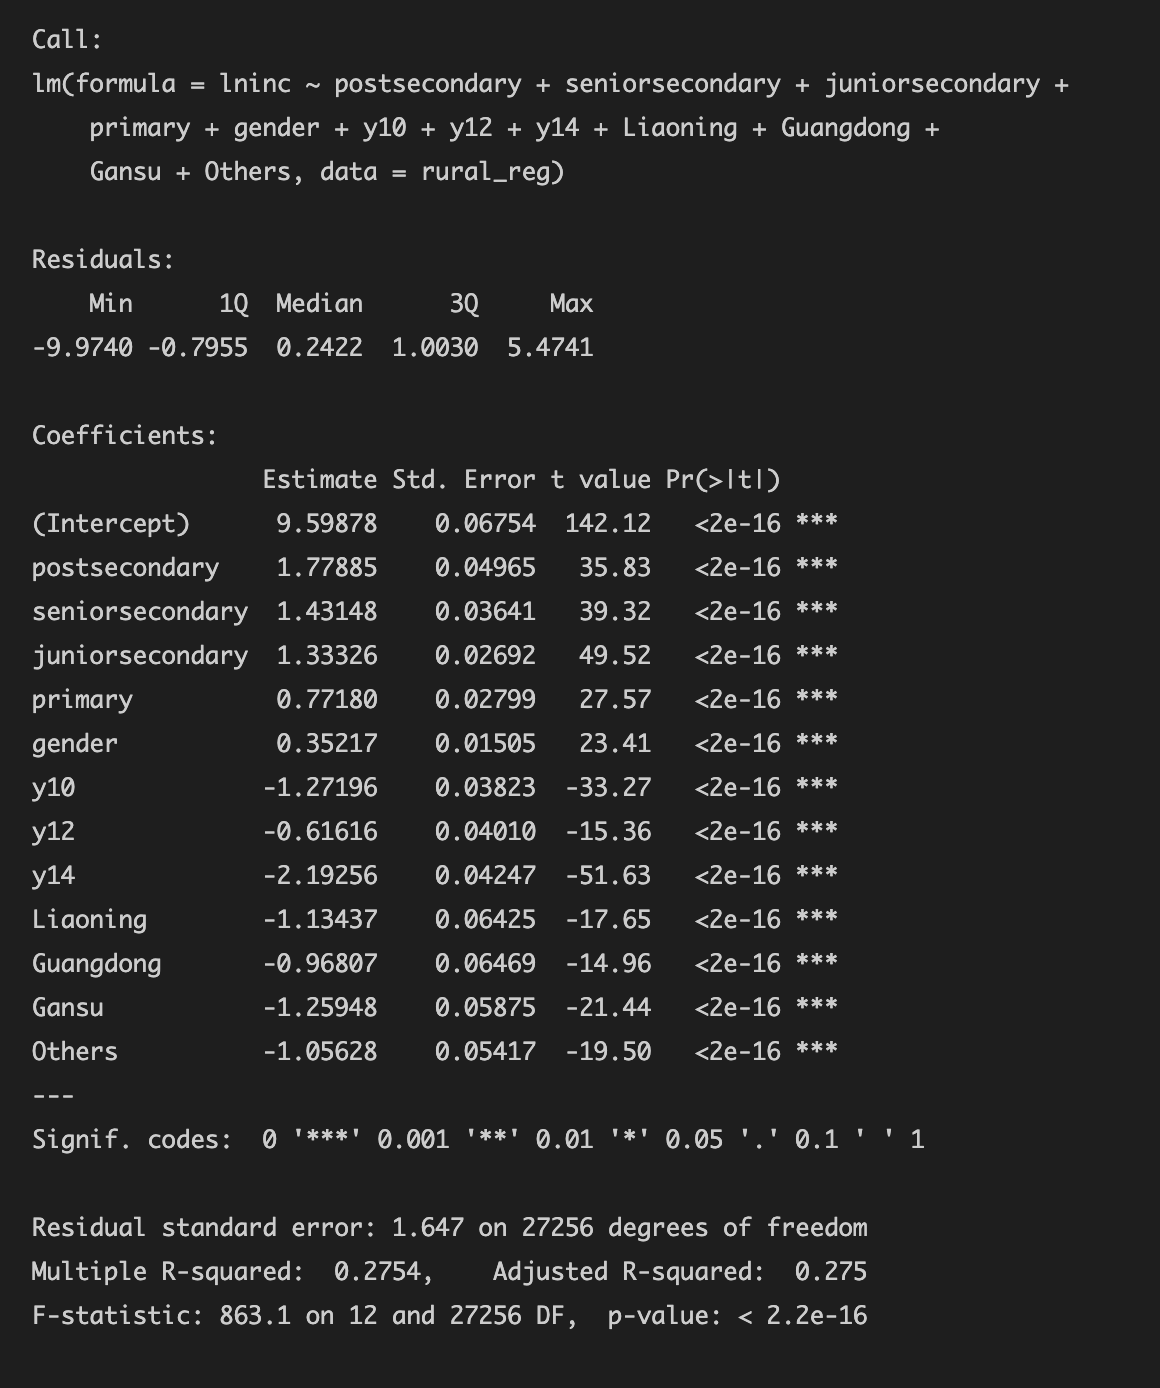 Call:
lm(formula = lninc ~ postsecondary + seniorsecondary + juniorsecondary +
    primary + gender + y10 + y12 + y14 + Liaoning + Guangdong +
    Gansu + Others, data = rural_reg)

Residuals:
    Min      1Q  Median      3Q     Max
-9.9740 -0.7955  0.2422  1.0030  5.4741

Coefficients:
                Estimate Std. Error t value Pr(>|t|)
(Intercept)      9.59878    0.06754  142.12   <2e-16 ***
postsecondary    1.77885    0.04965   35.83   <2e-16 ***
seniorsecondary  1.43148    0.03641   39.32   <2e-16 ***
juniorsecondary  1.33326    0.02692   49.52   <2e-16 ***
primary          0.77180    0.02799   27.57   <2e-16 ***
gender           0.35217    0.01505   23.41   <2e-16 ***
y10             -1.27196    0.03823  -33.27   <2e-16 ***
y12             -0.61616    0.04010  -15.36   <2e-16 ***
y14             -2.19256    0.04247  -51.63   <2e-16 ***
Liaoning        -1.13437    0.06425  -17.65   <2e-16 ***
Guangdong       -0.96807    0.06469  -14.96   <2e-16 ***
Gansu           -1.25948    0.05875  -21.44   <2e-16 ***
Others          -1.05628    0.05417  -19.50   <2e-16 ***
---
Signif. codes:  0 '***' 0.001 '**' 0.01 '*' 0.05 '.' 0.1 ' ' 1

Residual standard error: 1.647 on 27256 degrees of freedom
Multiple R-squared:  0.2754,    Adjusted R-squared:  0.275
F-statistic: 863.1 on 12 and 27256 DF,  p-value: < 2.2e-16